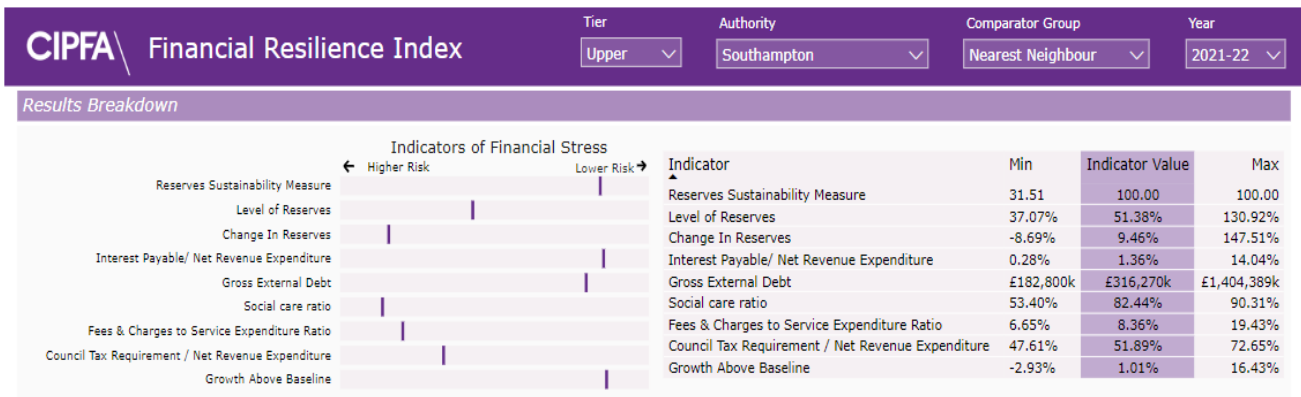 CIPFA\ Financial Resilience Index
Tier Authority Comparator Group Year
Upper Southampton Nearest Neighbour 2021-22
Results Breakdown
Indicators of Financial Stress
← Higher Risk Lower Risk →
Reserves Sustainability Measure
Level of Reserves
Change In Reserves
Interest Payable/ Net Revenue Expenditure
Gross External Debt
Social care ratio
Fees & Charges to Service Expenditure Ratio
Council Tax Requirement / Net Revenue Expenditure
Growth Above Baseline
Indicator Min Indicator Value Max
Reserves Sustainability Measure 31.51 100.00 100.00
Level of Reserves 37.07% 51.38% 130.92%
Change In Reserves -8.69% 9.46% 147.51%
Interest Payable/ Net Revenue Expenditure 0.28% 1.36% 14.04%
Gross External Debt £182,800k £316,270k £1,404,389k
Social care ratio 53.40% 82.44% 90.31%
Fees & Charges to Service Expenditure Ratio 6.65% 8.36% 19.43%
Council Tax Requirement / Net Revenue Expenditure 47.61% 51.89% 72.65%
Growth Above Baseline -2.93% 1.01% 16.43%